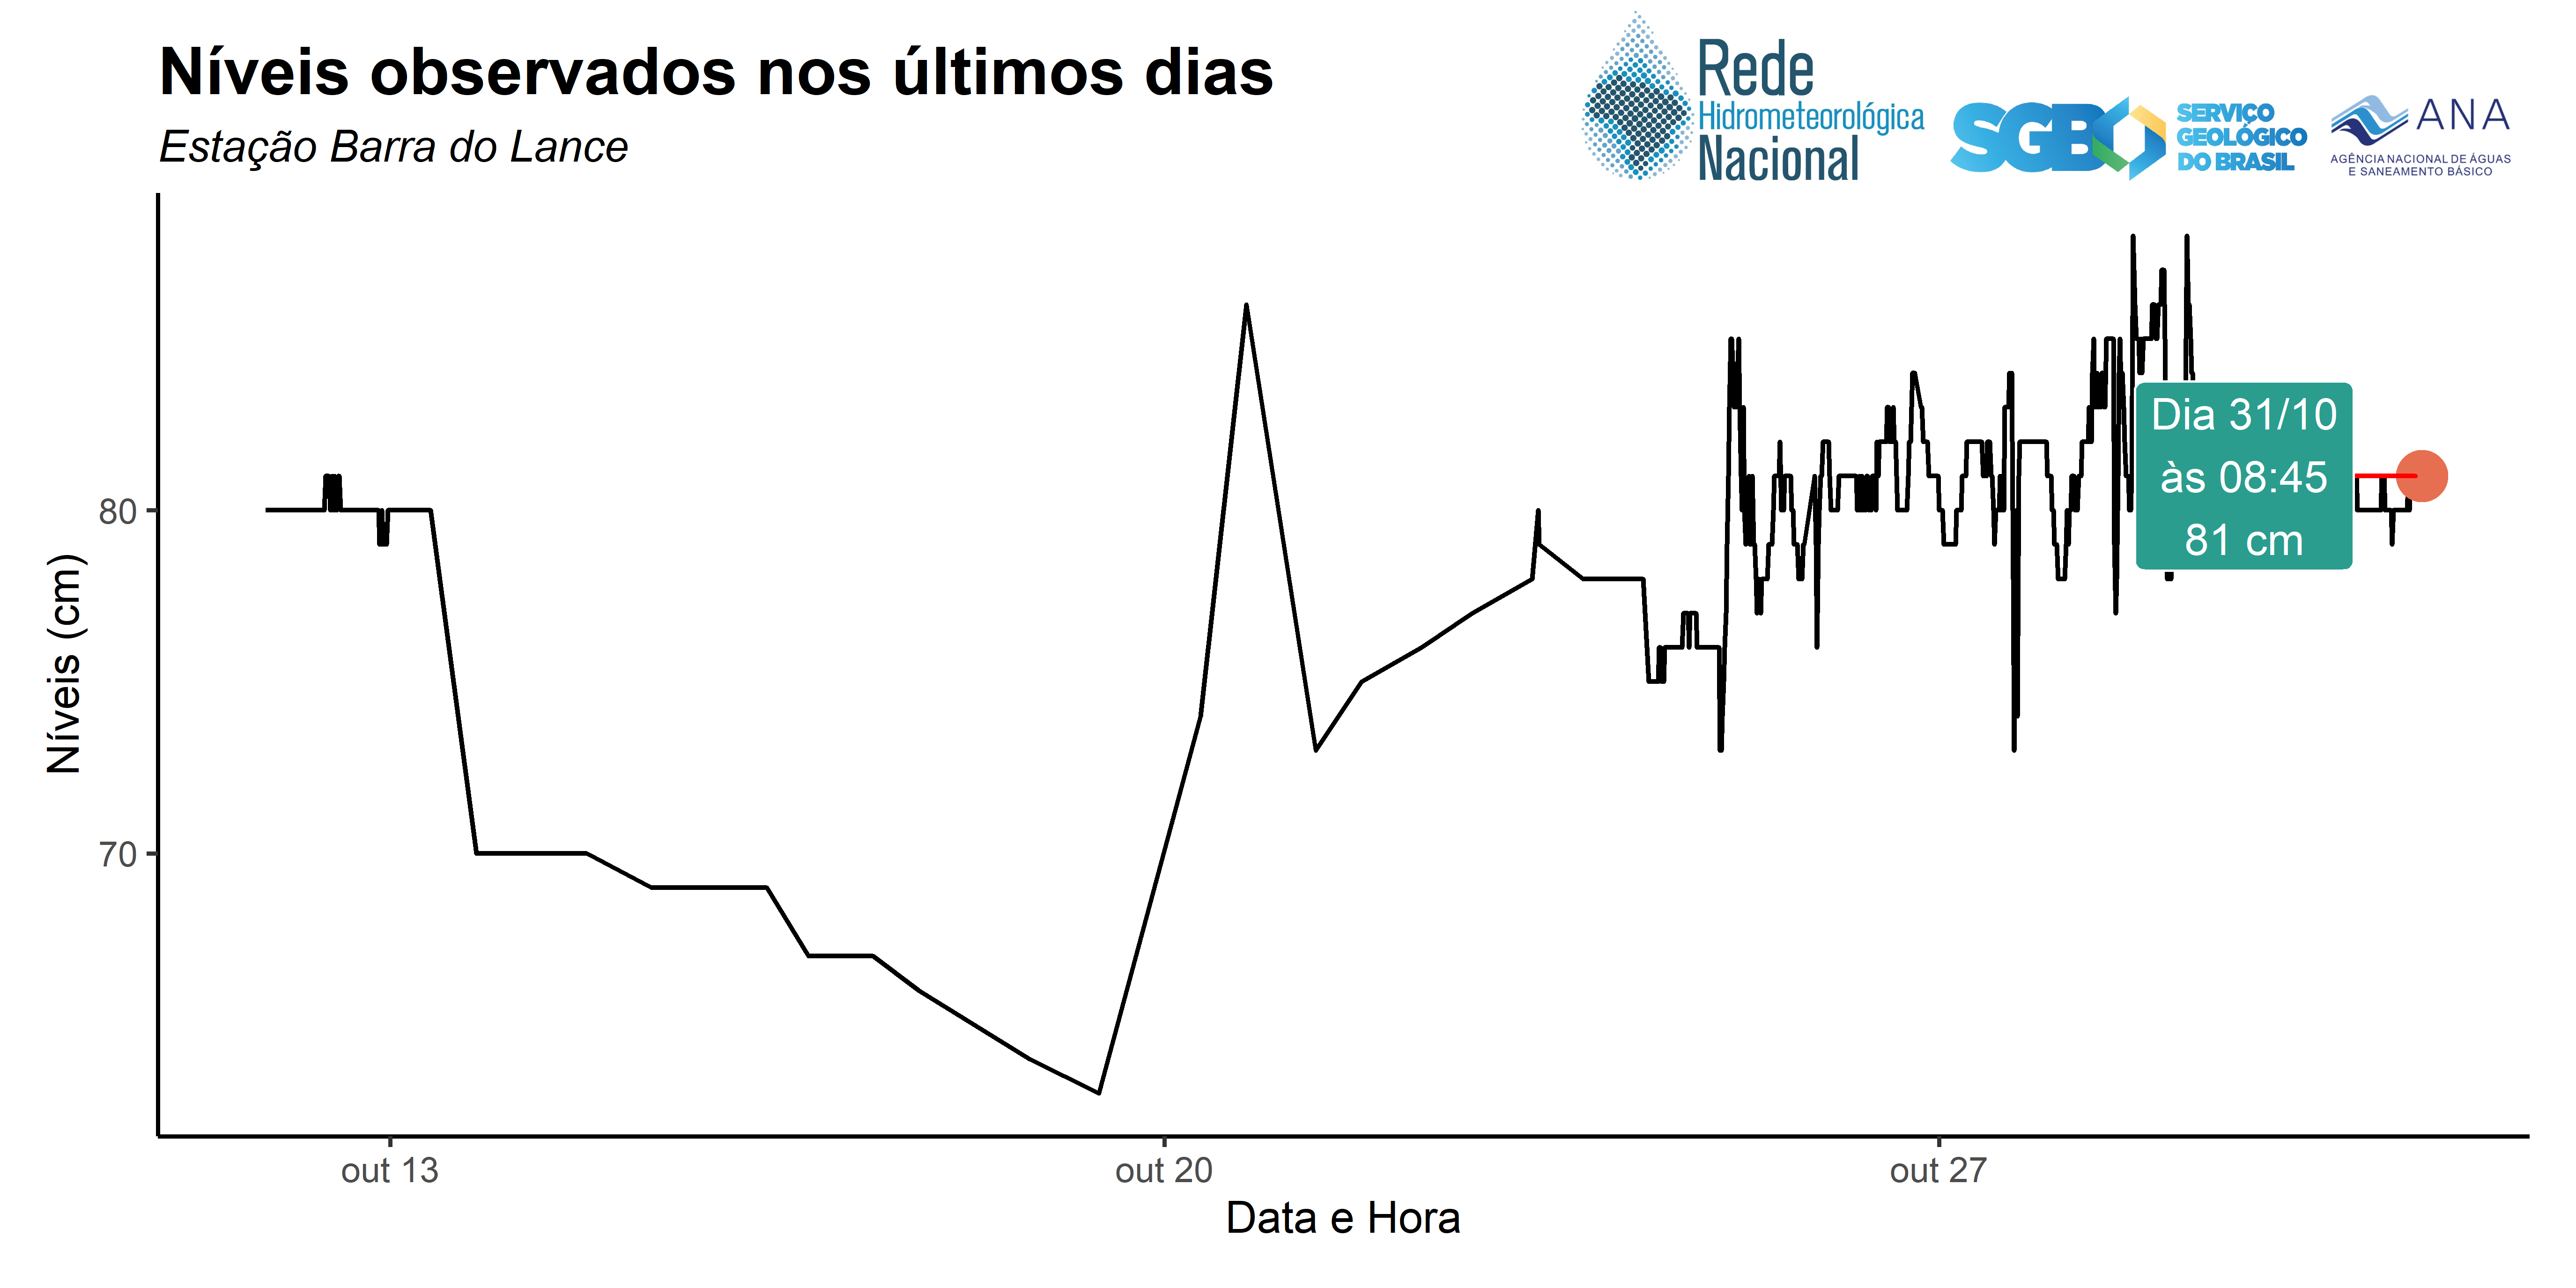 Níveis observados nos últimos dias
Estação Barra do Lance
Rede
Hidrometeorológica
Nacional
SGB
SERVIÇO
GEOLÓGICO
DO BRASIL
ANA
AGÊNCIA NACIONAL DE ÁGUAS
E SANEAMENTO BÁSICO
Níveis (cm)
80
70
Dia 31/10
às 08:45
81 cm
out 13
out 20
out 27
Data e Hora